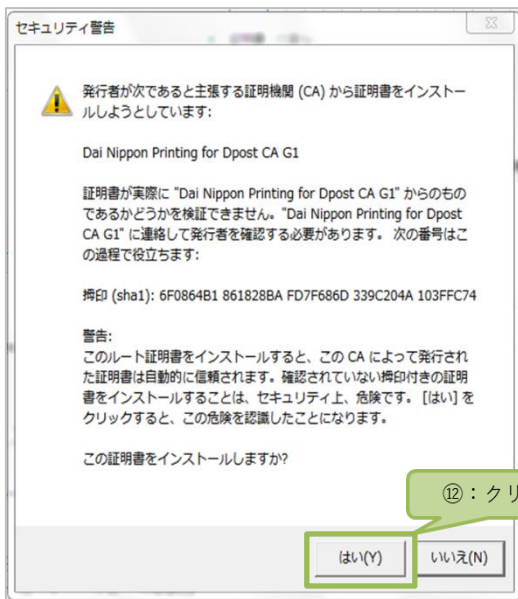 セキュリティ警告
発行者が次であると主張する証明機関 (CA) から証明書をインストー
ルしようとしています:
Dai Nippon Printing for Dpost CA G1
証明書が実際に "Dai Nippon Printing for Dpost CA G1" からのもの
であるかどうかを検証できません。"Dai Nippon Printing for Dpost
CA G1" に連絡して発行者を確認する必要があります。 次の番号はこ
の過程で役立ちます:
拇印 (sha1): 6F0864B1 861828BA FD7F686D 339C204A 103FFC74
警告:
このルート証明書をインストールすると、この CA によって発行され
た証明書は自動的に信頼されます。確認されていない拇印付きの証明
書をインストールすることは、セキュリティ上、危険です。 [はい] を
クリックすると、この危険を認識したことになります。
この証明書をインストールしますか?
⑫：クリ
はい(Y)
いいえ(N)